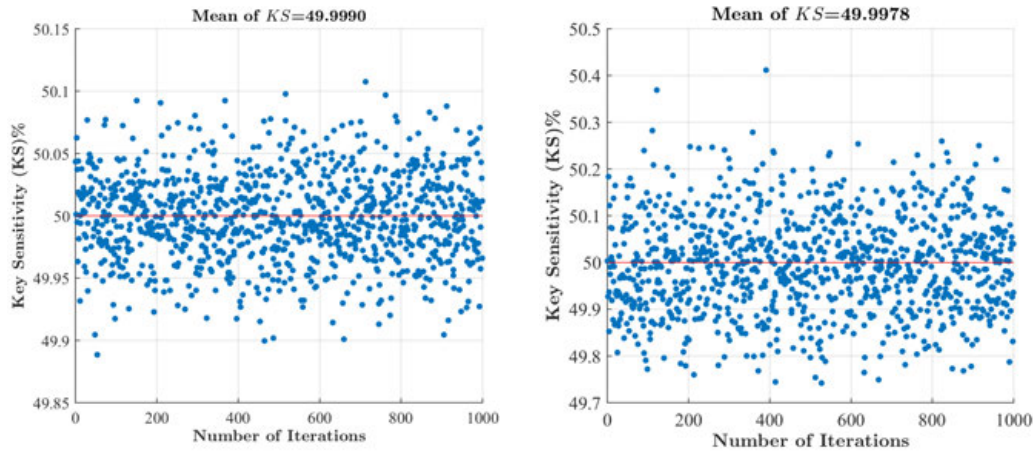 Mean of KS=49.9990
50.15
50.1
50.05
50
49.95
49.9
49.85
Key Sensitivity (KS)%
0 200 400 600 800 1000
Number of Iterations
Mean of KS=49.9978
50.5
50.4
50.3
50.2
50.1
50
49.9
49.8
49.7
Key Sensitivity (KS)%
0 200 400 600 800 1000
Number of Iterations